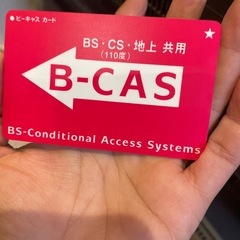 ビーキャス カード
BS・CS・地上 共用
(110度)
B-CAS
BS-Conditional Access Systems